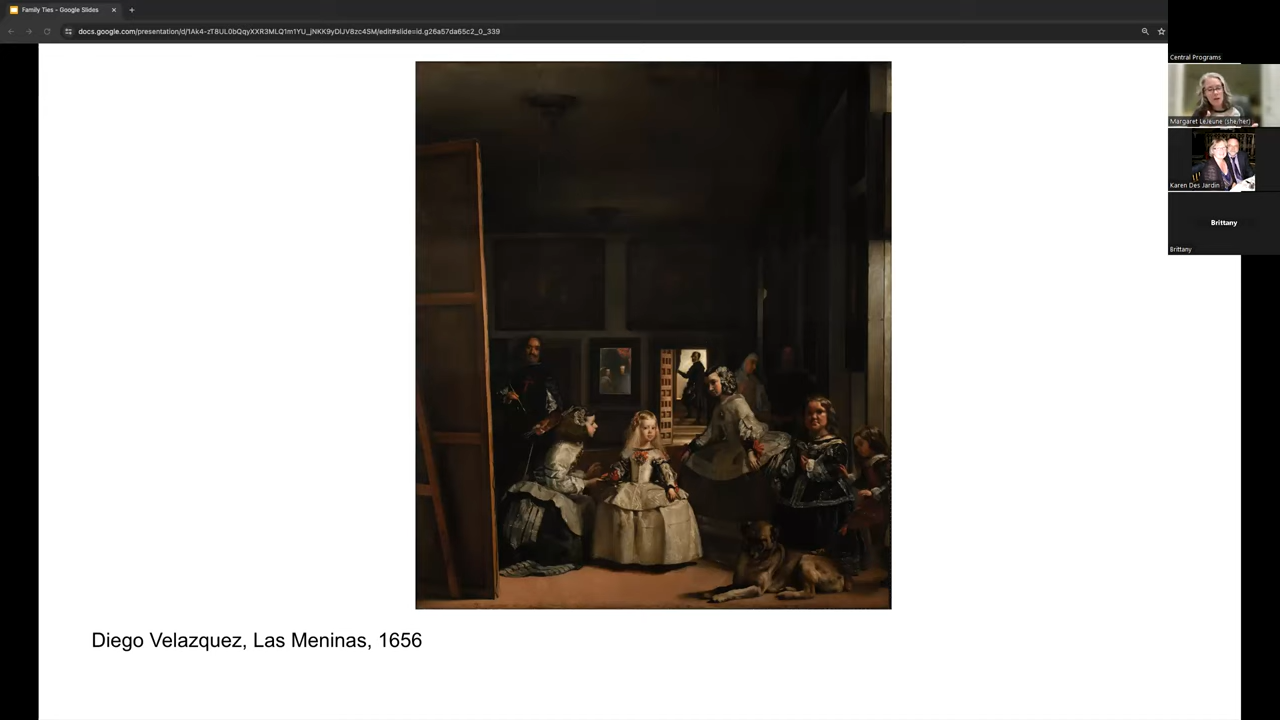 Family Ties - Google Slides
docs.google.com/presentation/d/1Ak4-zT8UL0bQqyXXR3MLQ1m1YU_jNKK9yDlJV8zc4SM/edit#slide=id.g26a57da65c2_0_339
Central Programs
Margaret LeJeune (she/her)
Karen Des Jardin
Brittany
Brittany
Diego Velazquez, Las Meninas, 1656